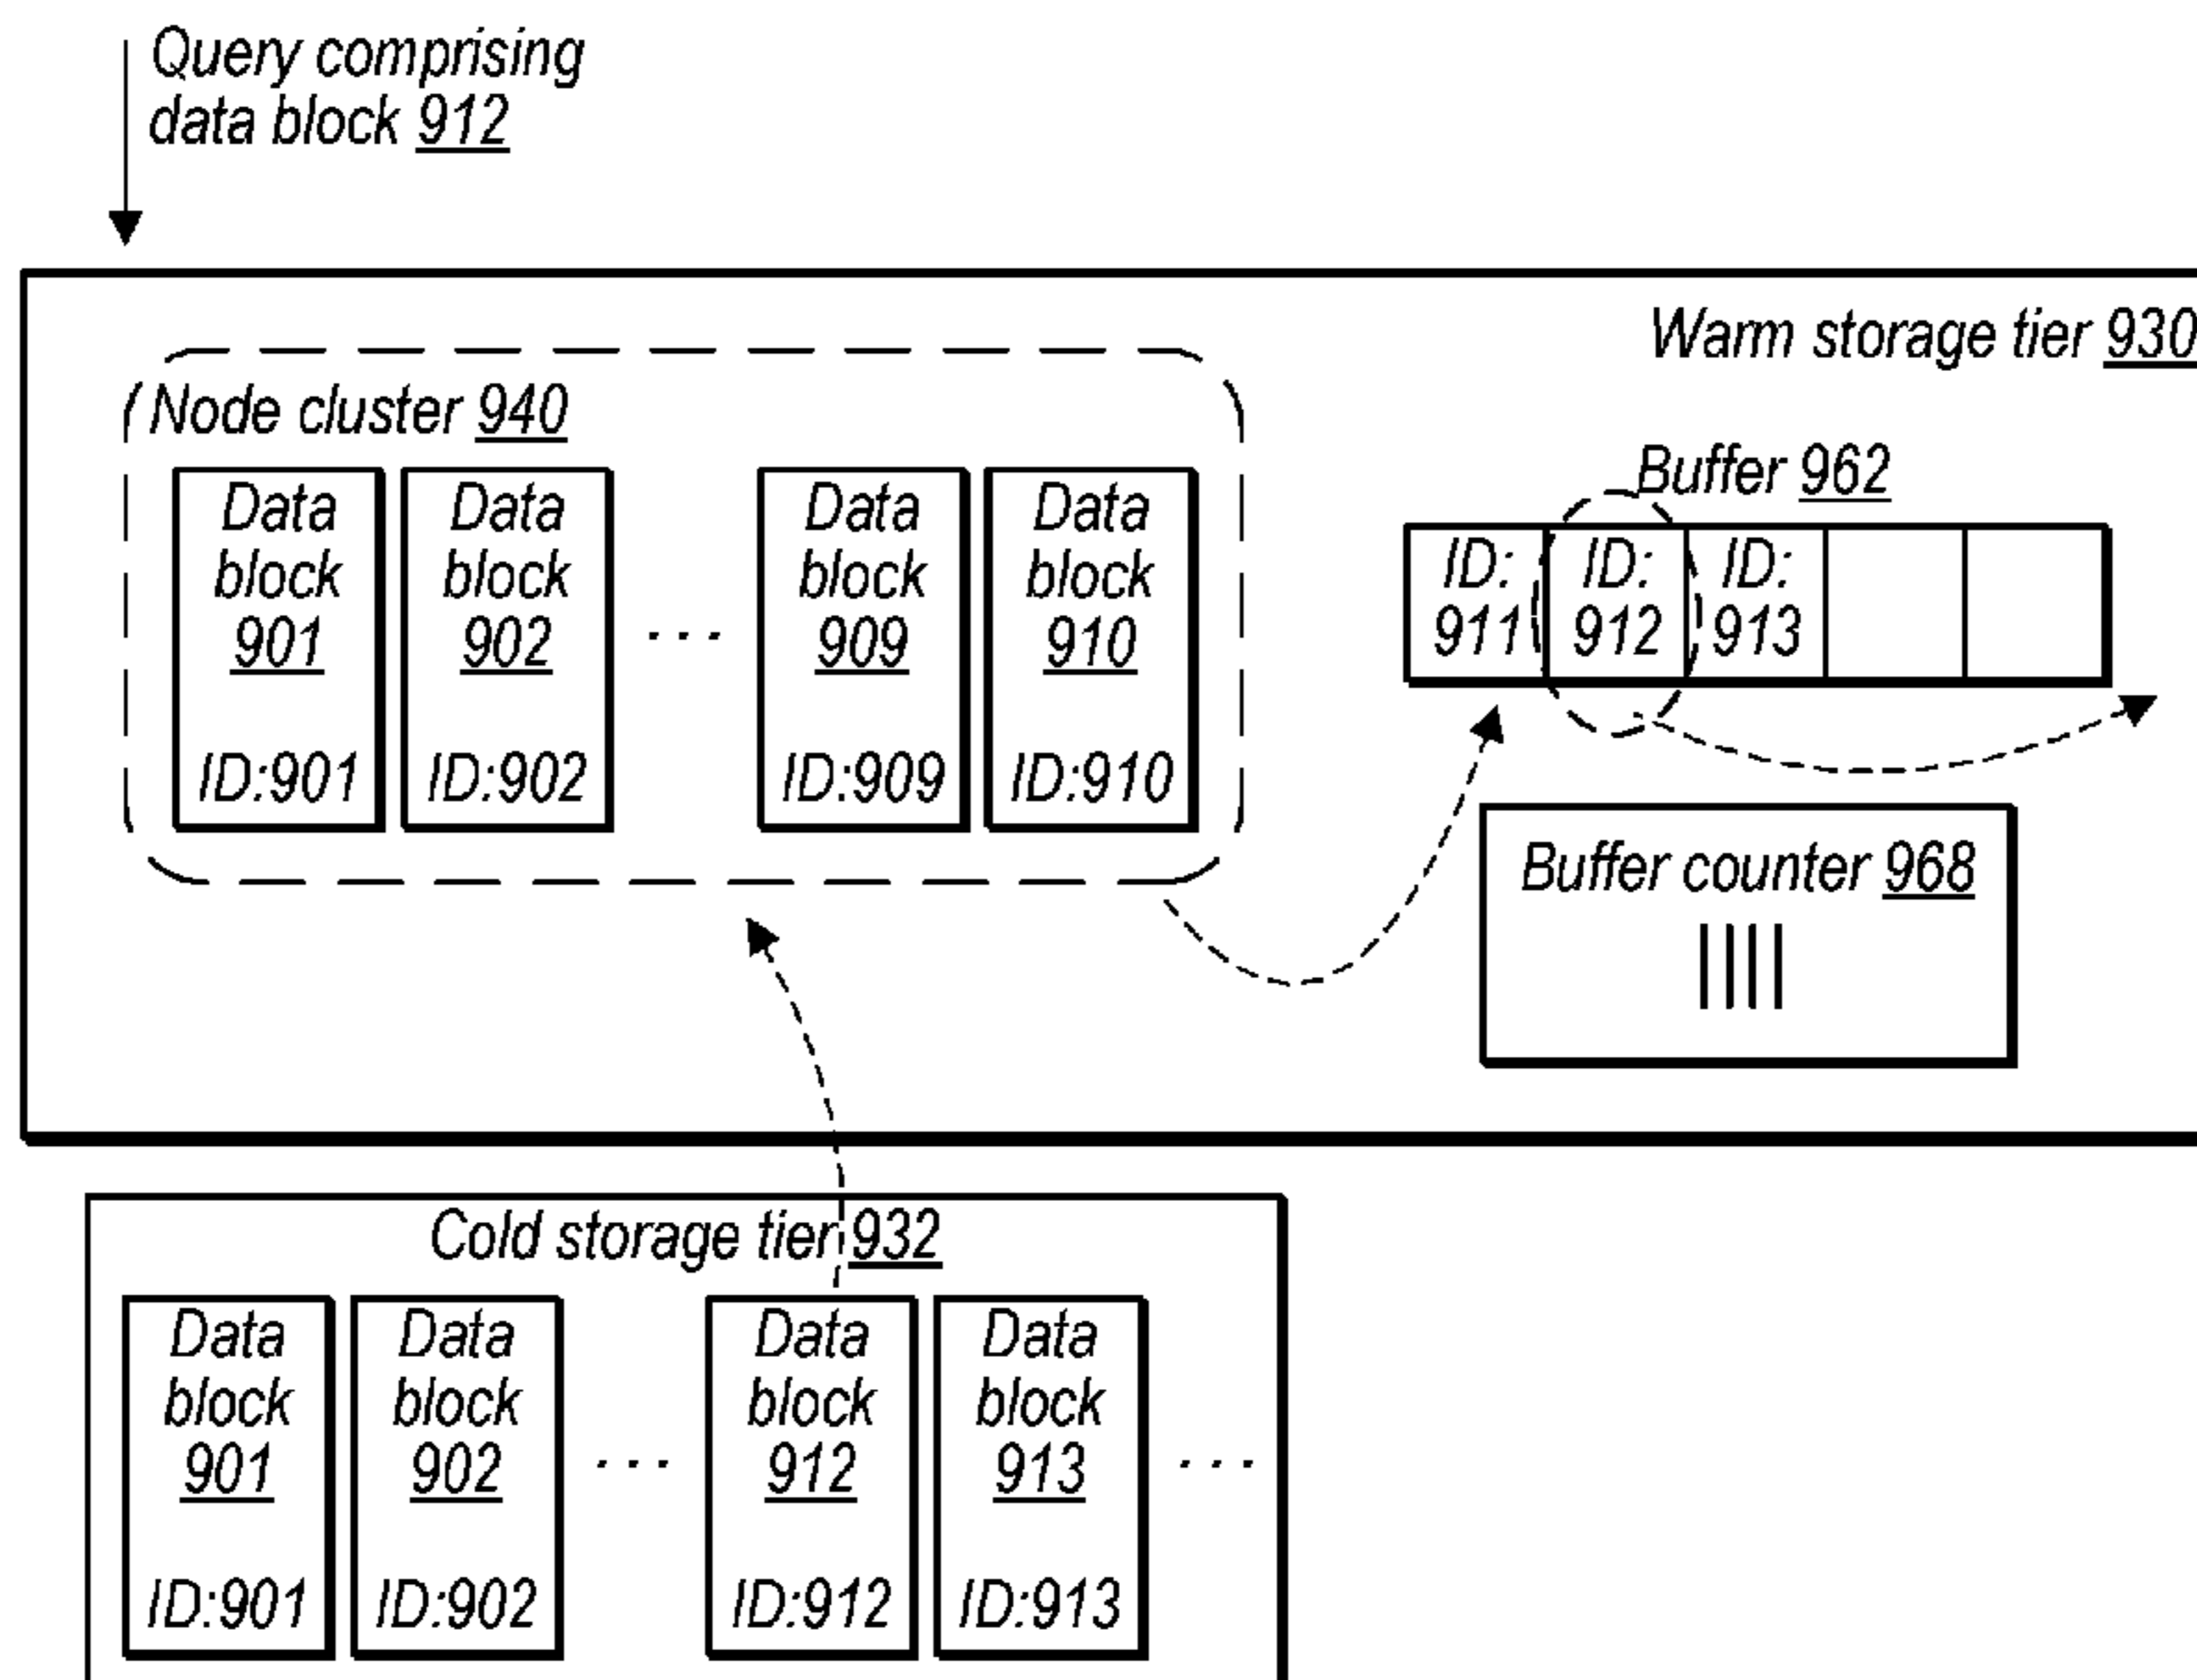 Query comprising
data block 912
Warm storage tier 930
Node cluster 940
Data
block
901
ID:901
Data
block
902
ID:902
. . .
Data
block
909
ID:909
Data
block
910
ID:910
Buffer 962
ID:
911
ID:
912
ID:
913
Buffer counter 968
Cold storage tier 932
Data
block
901
ID:901
Data
block
902
ID:902
. . .
Data
block
912
ID:912
Data
block
913
ID:913
. . .